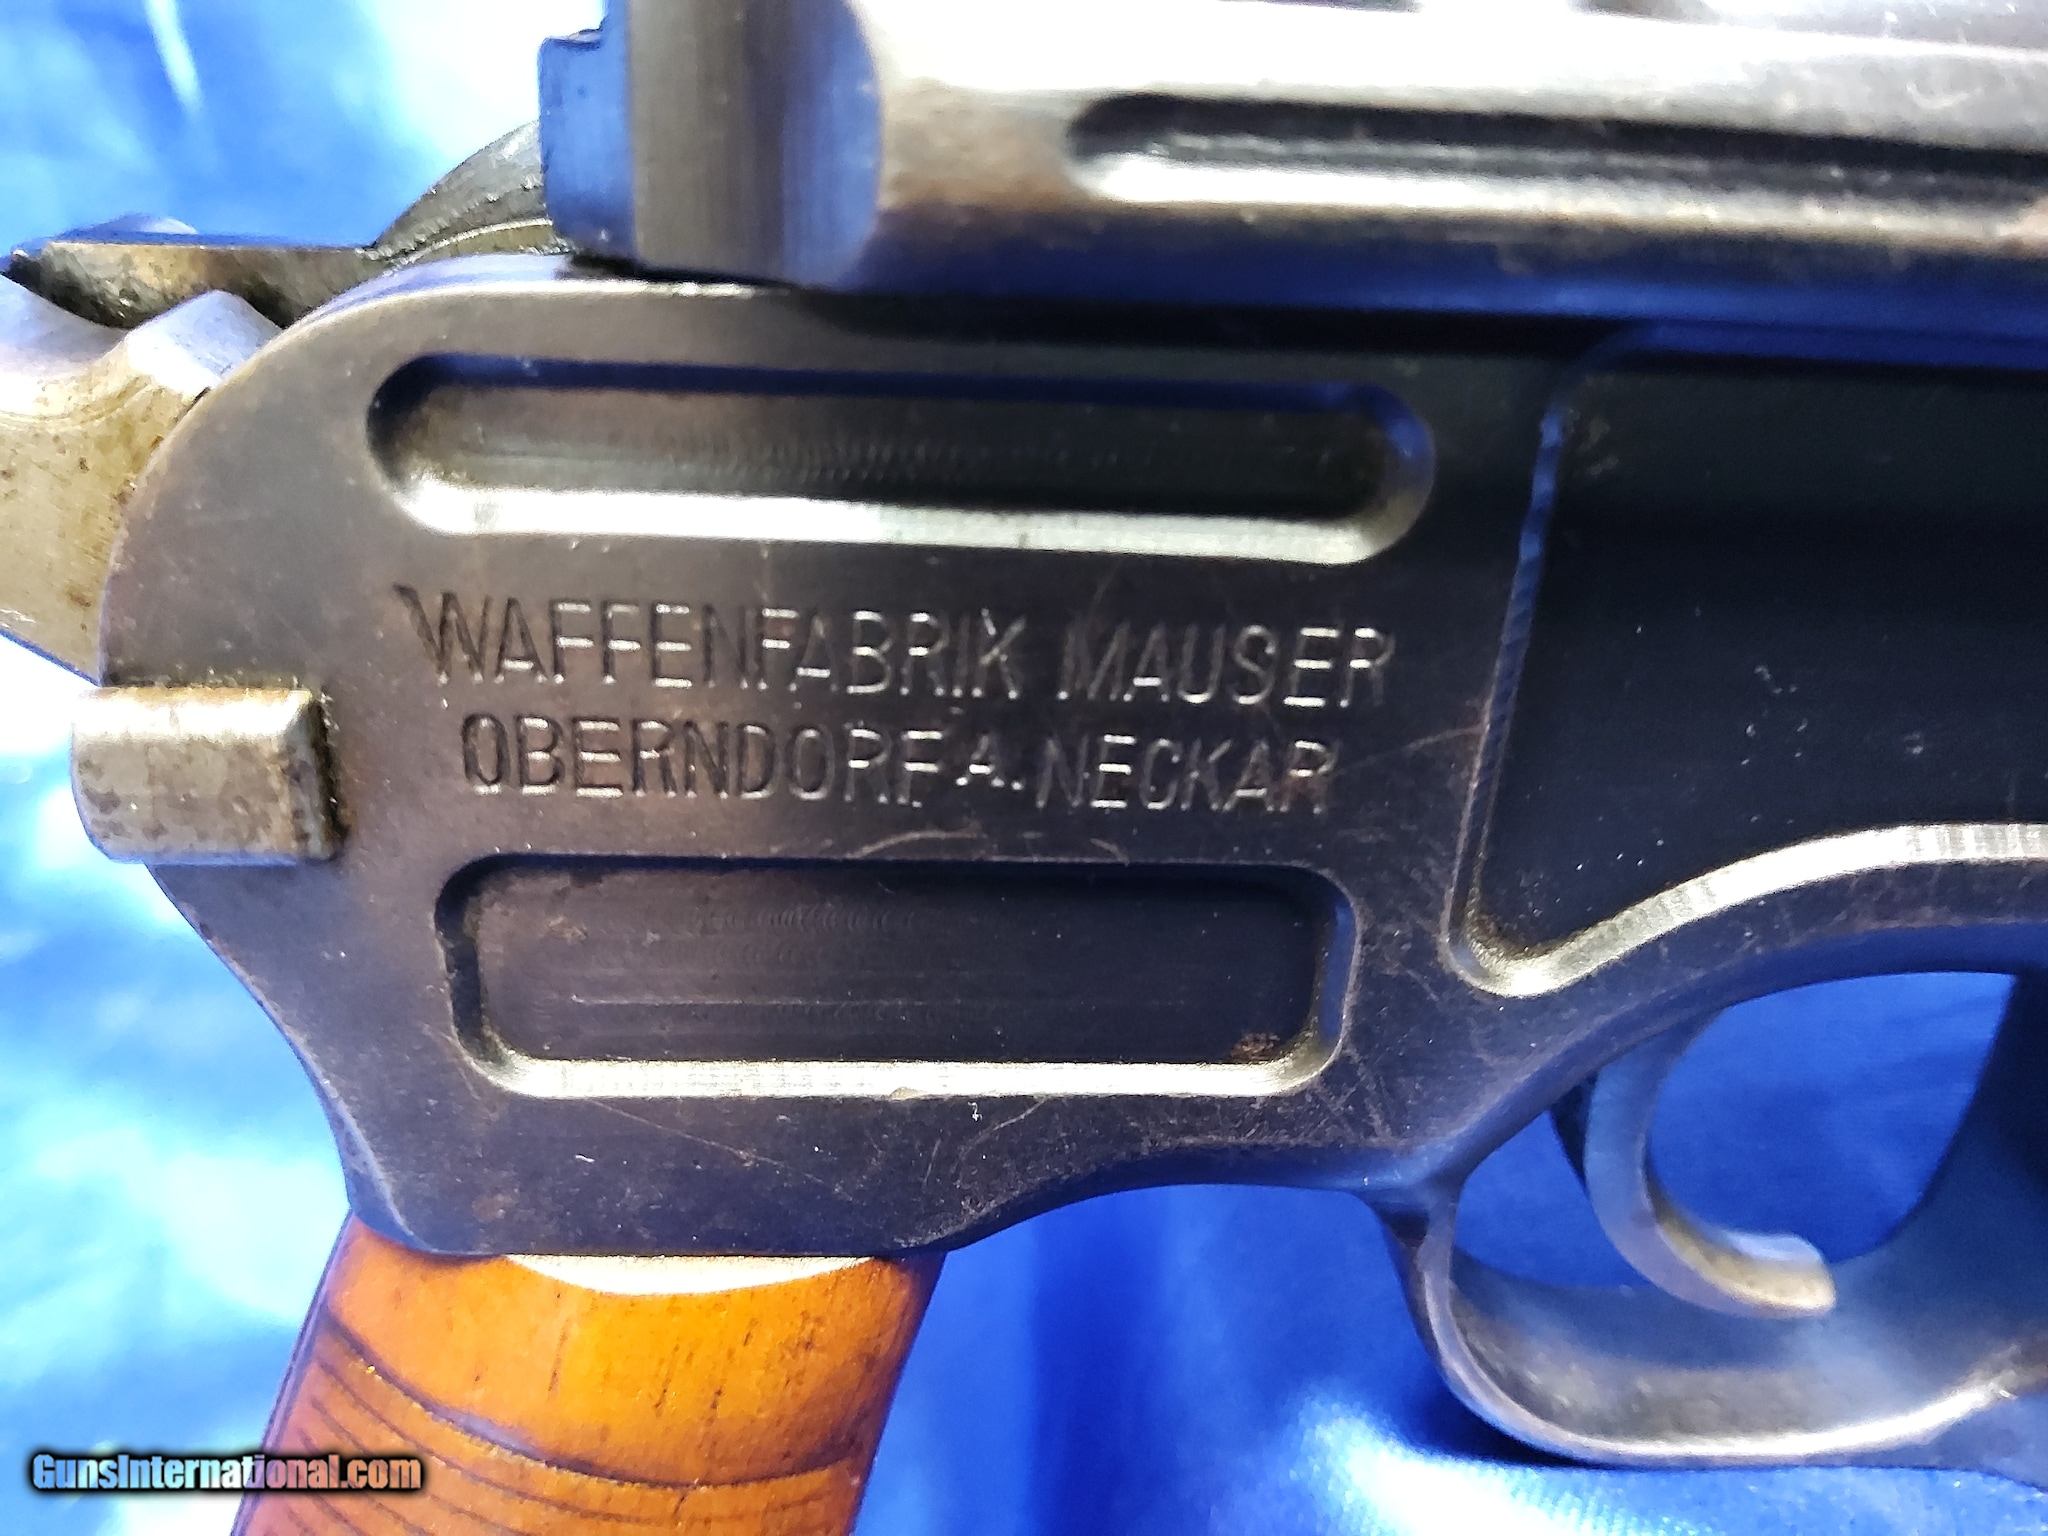 WAFFENFABRIK MAUSER
OBERNDORF A. NECKAR
GunsInternational.com